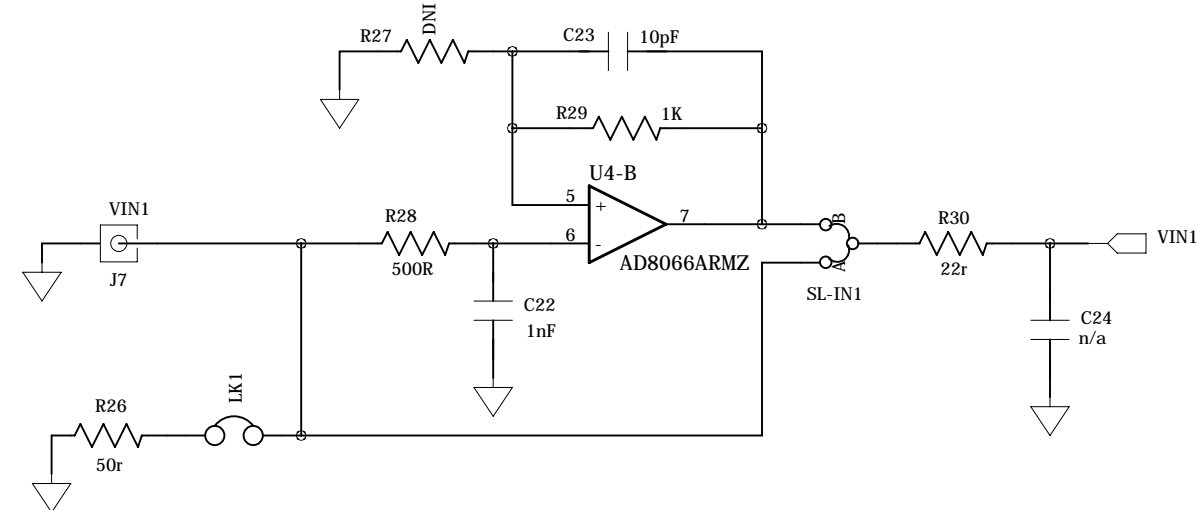 R27
DNI
C23
10pF
R29
1K
U4-B
5
+
7
6
-
AD8066ARMZ
VIN1
J7
R28
500R
C22
1nF
B
A
SL-IN1
R30
22r
VIN1
C24
n/a
LK1
R26
50r